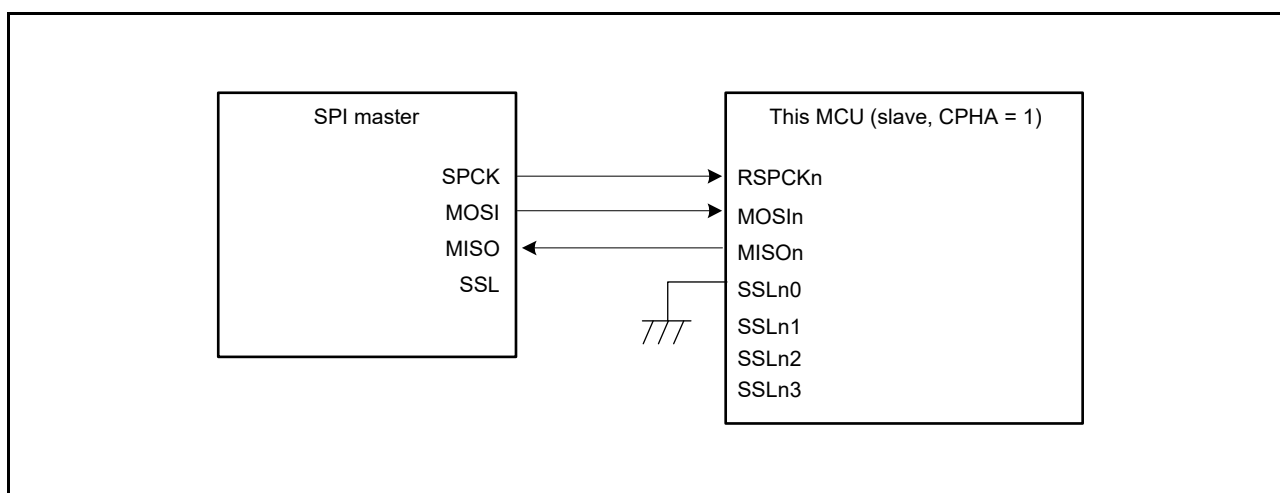 SPI master
SPCK
MOSI
MISO
SSL
This MCU (slave, CPHA = 1)
RSPCKn
MOSIn
MISOn
SSLn0
SSLn1
SSLn2
SSLn3